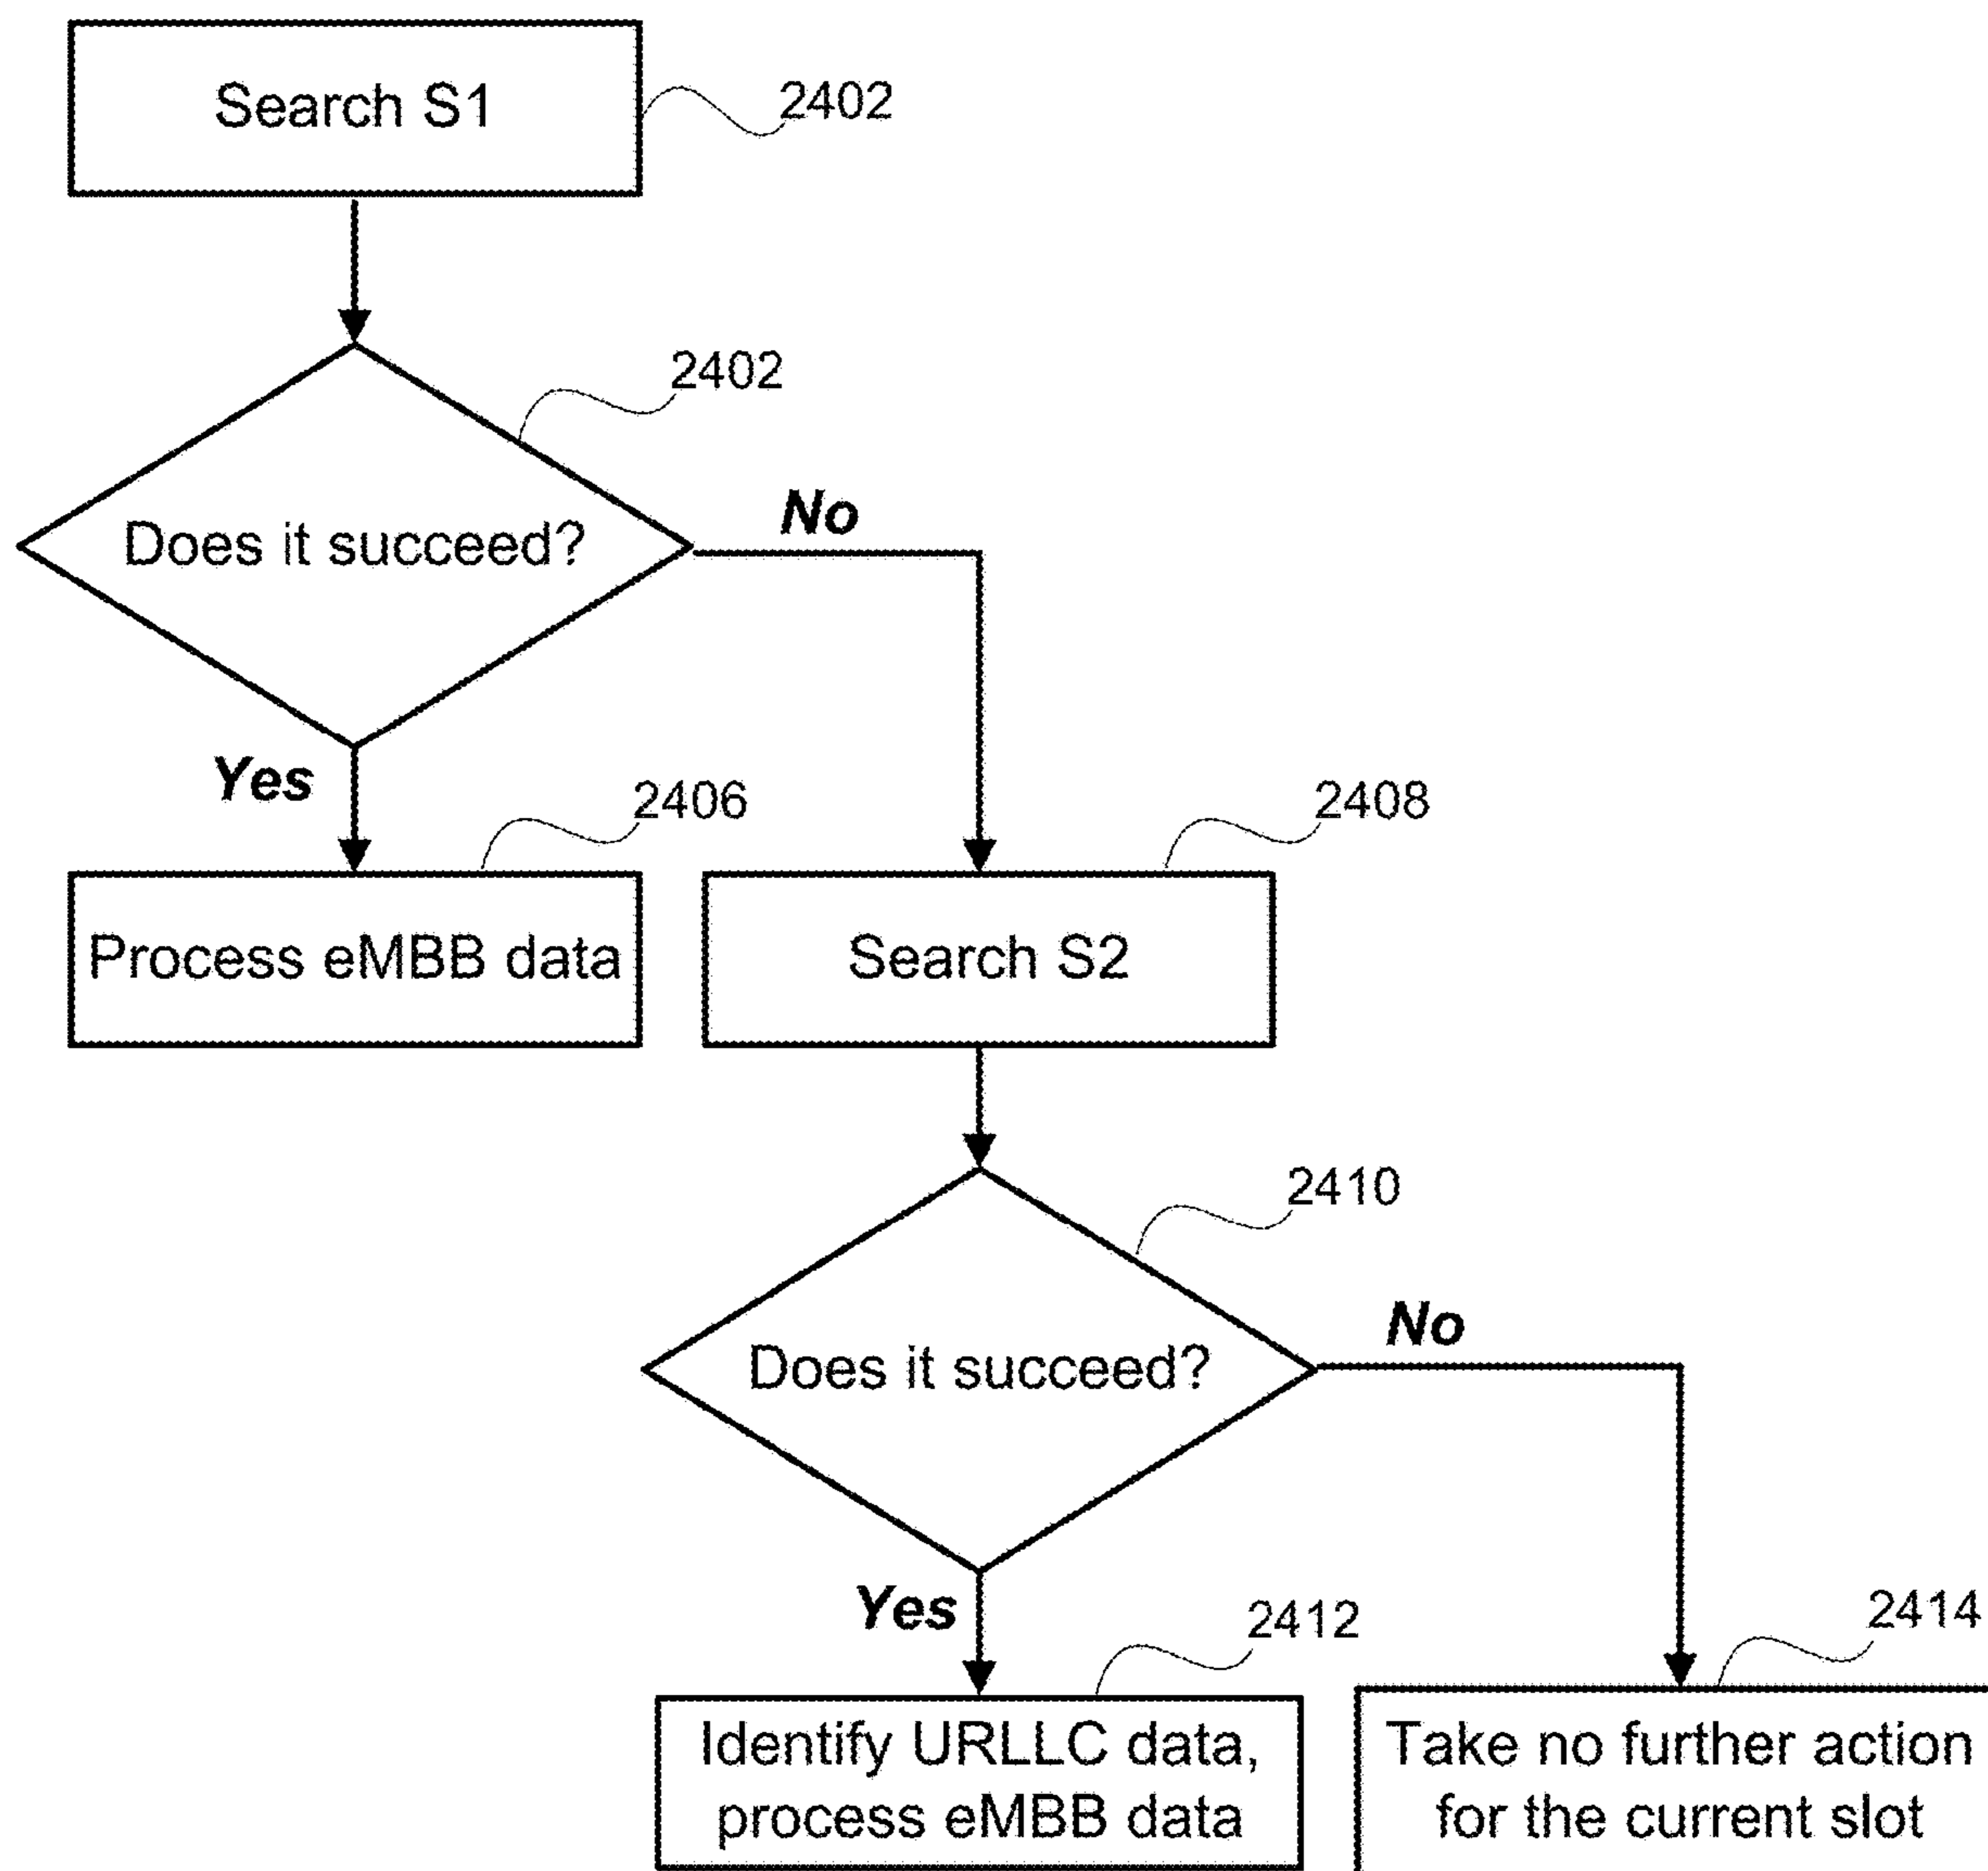 Search S1
2402
2402
Does it succeed?
No
Yes
2406
2408
Process eMBB data
Search S2
2410
Does it succeed?
No
Yes
2412
2414
Identify URLLC data,
process eMBB data
Take no further action
for the current slot